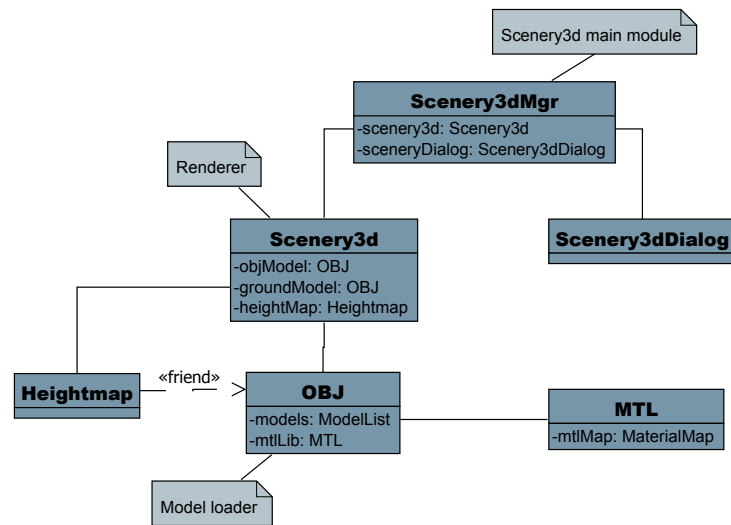 Scenery3d main module
Scenery3dMgr
-scenery3d: Scenery3d
-sceneryDialog: Scenery3dDialog
Renderer
Scenery3d
-objModel: OBJ
-groundModel: OBJ
-heightMap: Heightmap
Scenery3dDialog
«friend»
Heightmap
OBJ
-models: ModelList
-mtlLib: MTL
MTL
-mtlMap: MaterialMap
Model loader